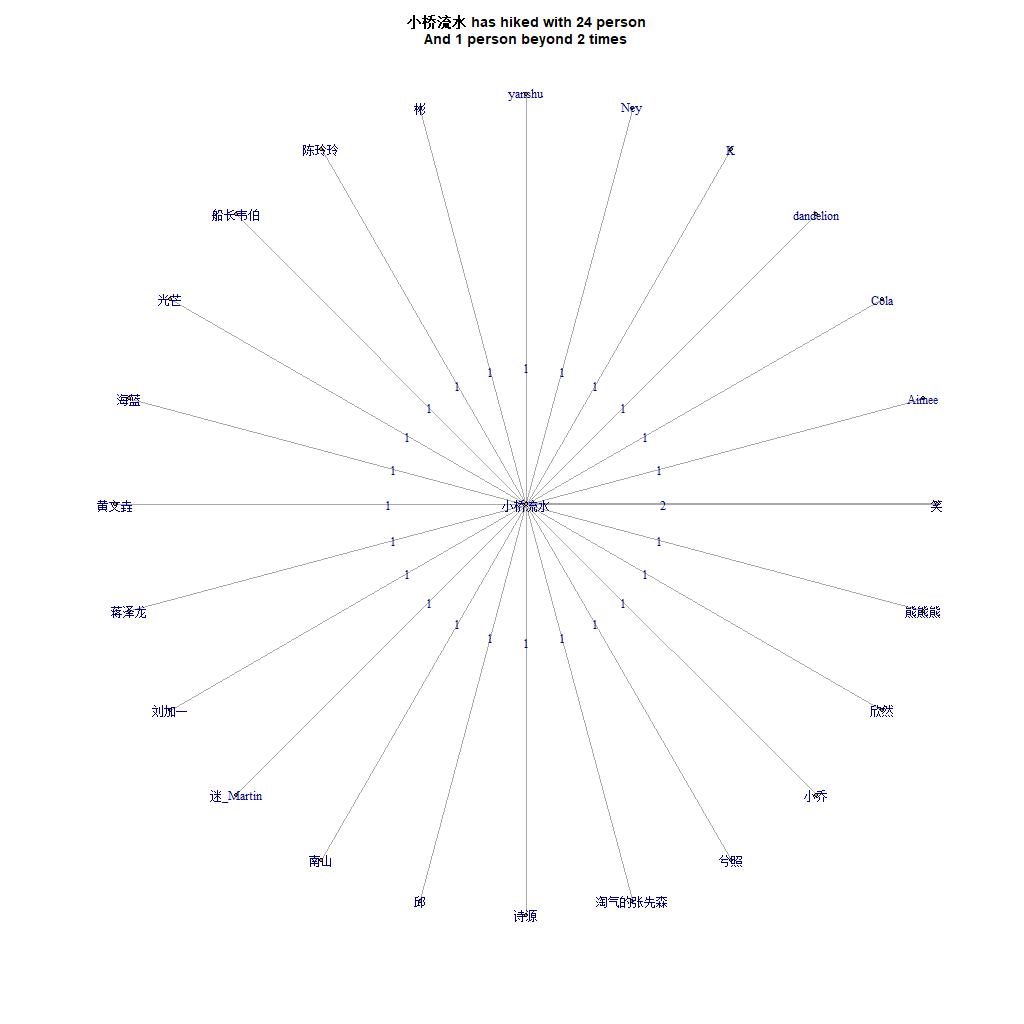 小桥流水 has hiked with 24 person
And 1 person beyond 2 times
yanshu
彬
Ney
陈玲玲
K
船长韦伯
dandelion
光芒
Cola
1
1
1
1
1
海篮
Aimee
1
1
1
1
1
1
黄文垚
1
小桥流水
2
笑
1
1
蒋泽龙
熊熊熊
1
1
1
1
1
1
1
1
1
刘加一
欣然
迷_Martin
小乔
南山
兮照
邱
淘气的张先森
诗源